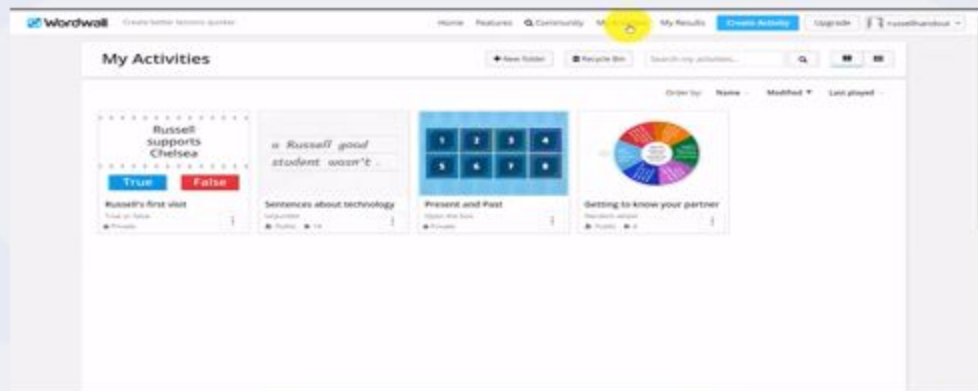 Wordwall Create better lessons quicker
Home Features Community My Results Create Activity Upgrade russellhandout
My Activities
New Folder Recycle Bin Search my activities...
Order by: Name Modified Last played
Russell
supports
Chelsea
True False
a Russell good
student wasn't .
1 2 3 4
5 6 7 8
Russell's first visit
True or false
Private
Sentences about technology
Unjumble
Public 14
Present and Past
Open the box
Private
Getting to know your partner
Random wheel
Public